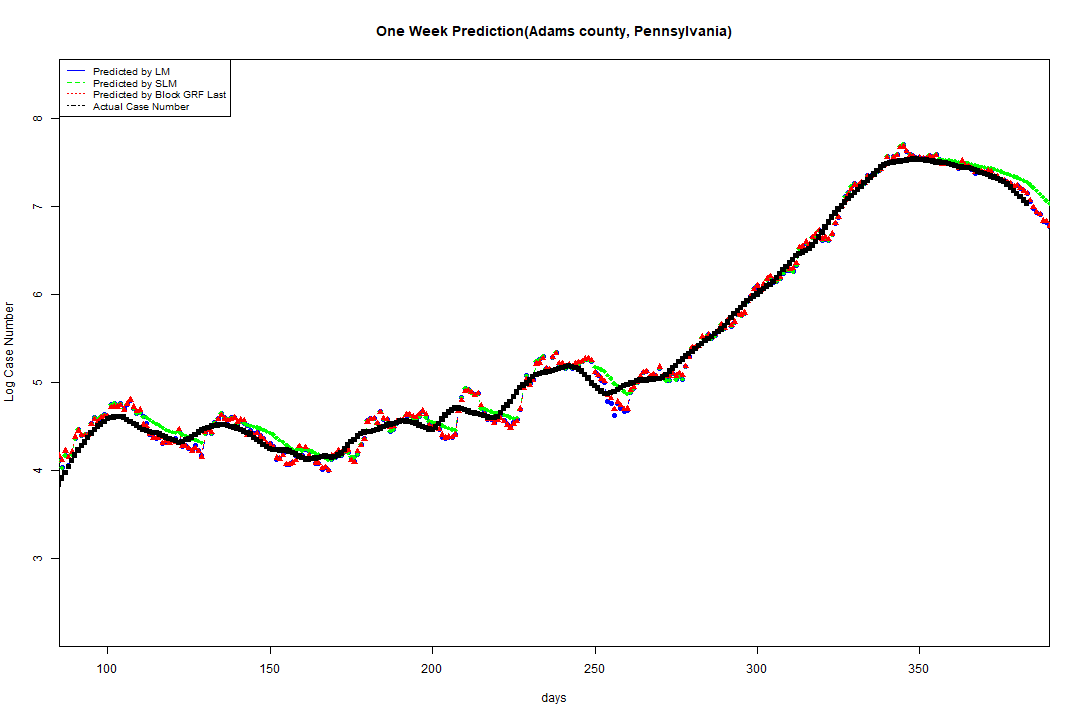 One Week Prediction(Adams county, Pennsylvania)
Predicted by LM
Predicted by SLM
Predicted by Block GRF Last
Actual Case Number
Log Case Number
8
7
6
5
4
3
100 150 200 250 300 350
days